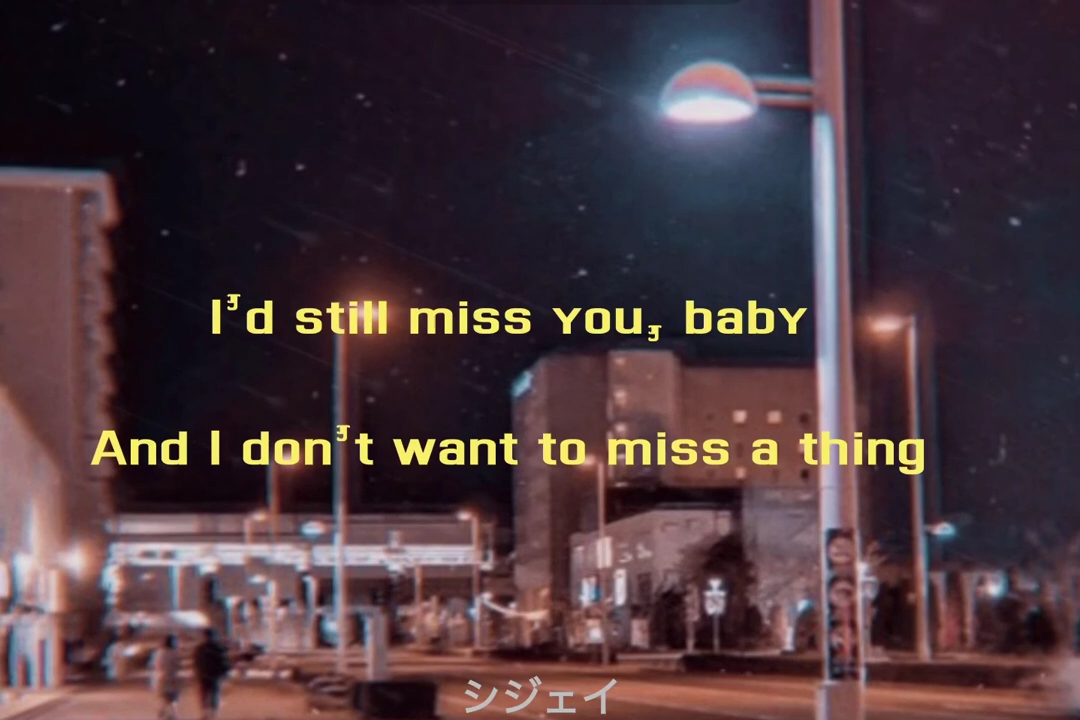 I'd still miss you, baby
And I don't want to miss a thing
シジェイ